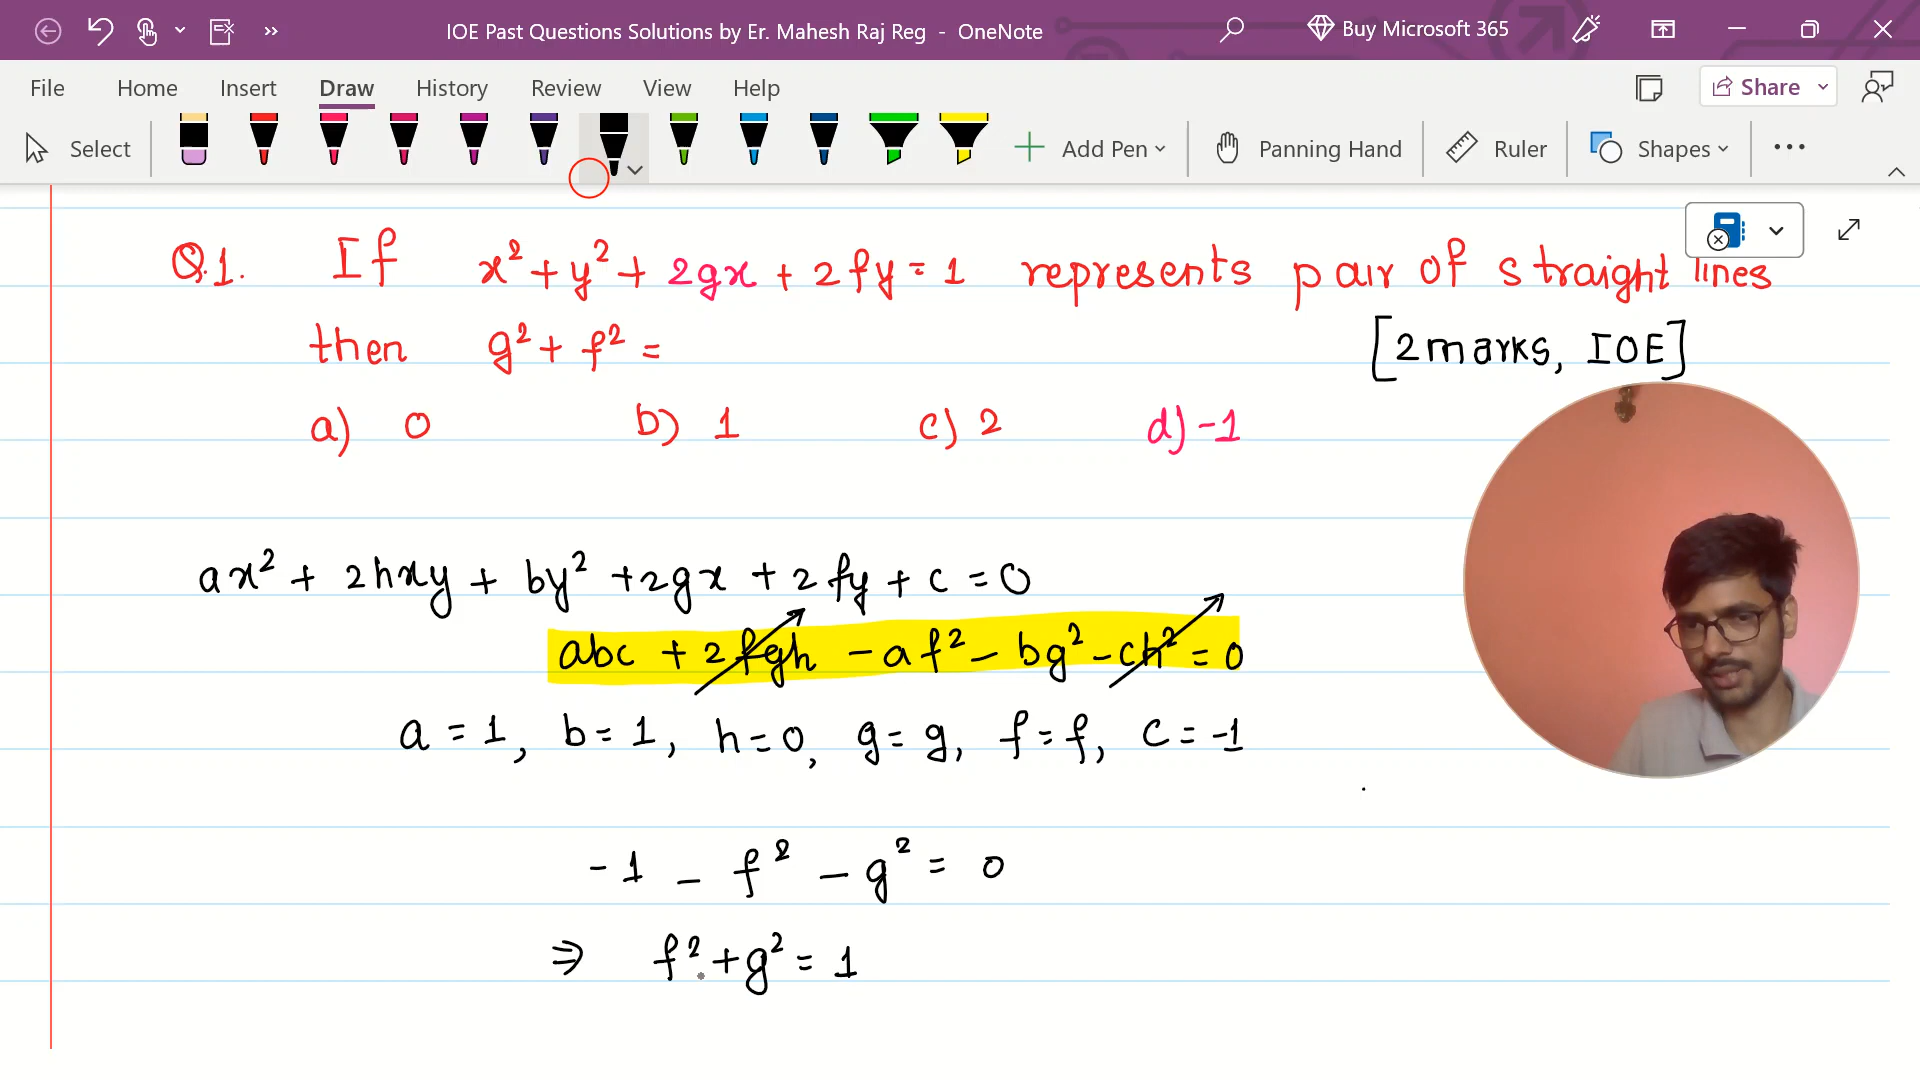 IOE Past Questions Solutions by Er. Mahesh Raj Reg - OneNote
Buy Microsoft 365
File Home Insert Draw History Review View Help
Share
Select
Add Pen
Panning Hand
Ruler
Shapes
Q.1. If x² + y² + 2gx + 2fy = 1 represents pair of straight lines
then g² + f² =
[2 marks, IOE]
a) 0 b) 1 c) 2 d) -1
ax² + 2hxy + by² + 2gx + 2fy + c = 0
abc + 2fgh - af² - bg² - ch² = 0
a = 1, b = 1, h = 0, g = g, f = f, c = -1
-1 - f² - g² = 0
⇒ f² + g² = 1